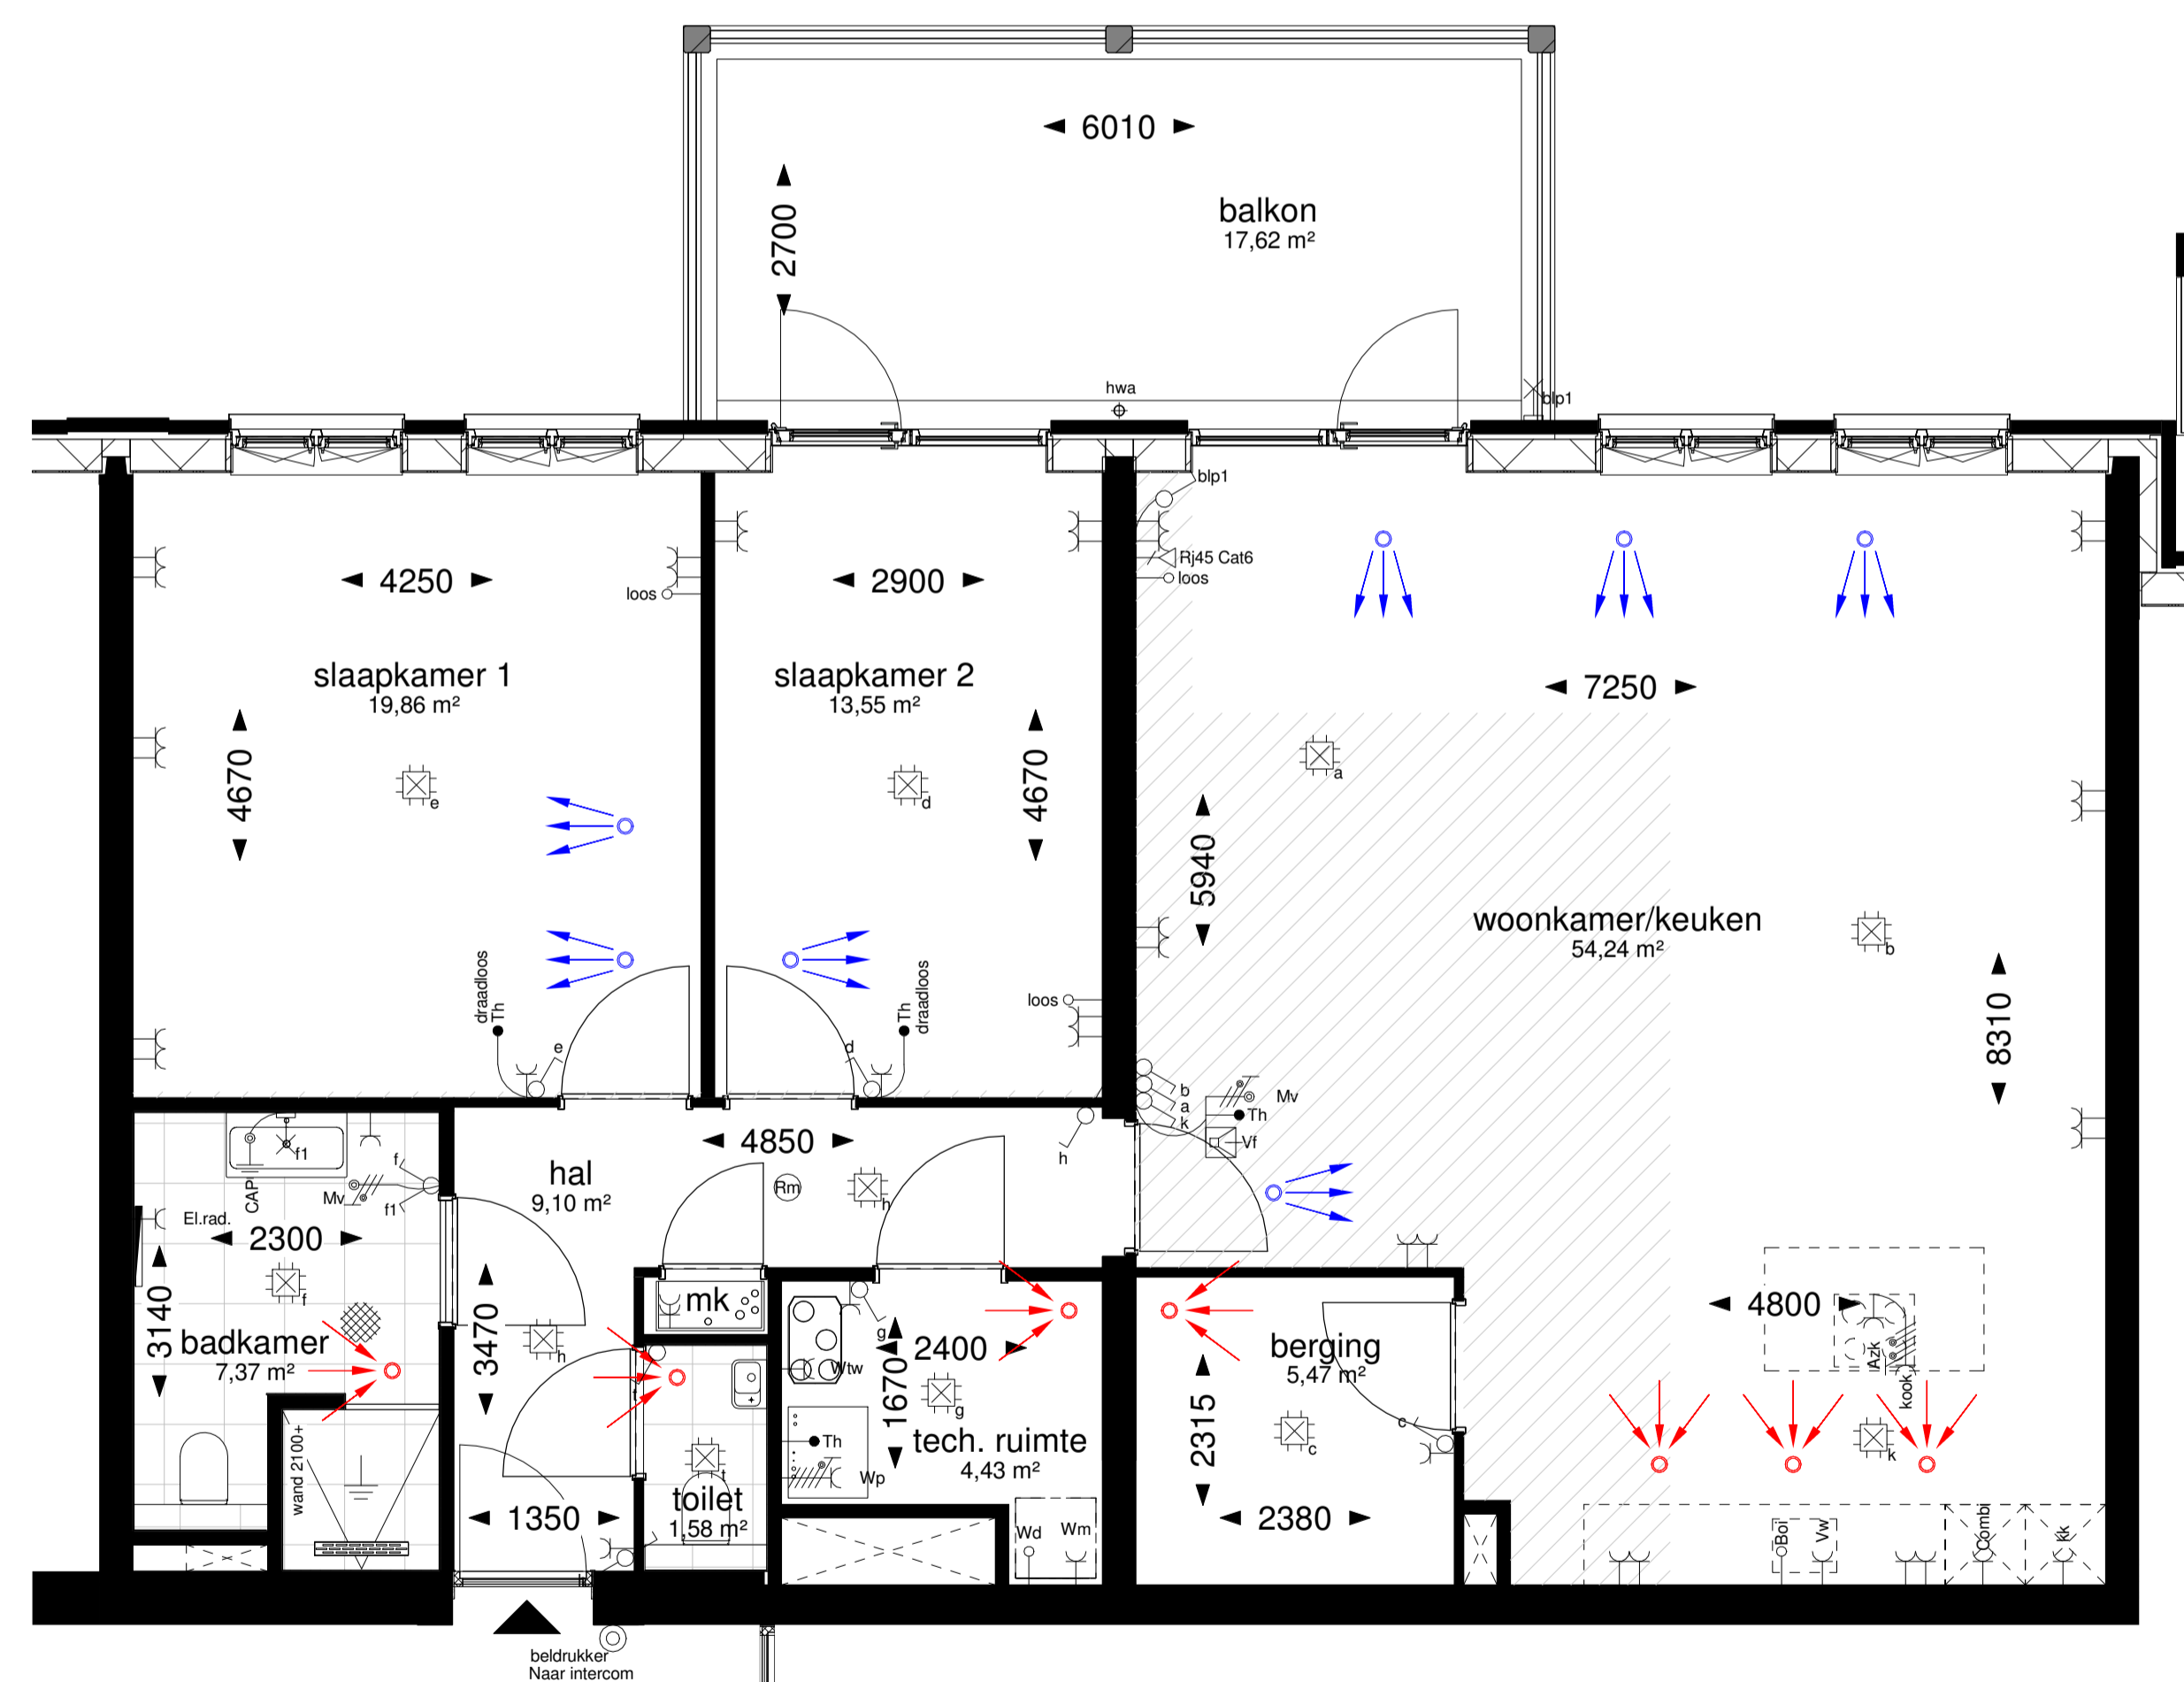 6010
2700
balkon
17,62 m²
hwa
blp1
blp1
Rj45 Cat6
loos
4250
loos
2900
slaapkamer 1
19,86 m²
slaapkamer 2
13,55 m²
7250
4670
e
d
4670
a
5940
woonkamer/keuken
54,24 m²
b
8310
draadloos
Th
e
d
Th
draadloos
loos
b
a
k
Mv
Th
Vf
h
4850
hal
9,10 m²
Rm
h
f1
f
CAP
Mv
f1
El.rad.
2300
f
3140
badkamer
7,37 m²
3470
h
mk
g
2400
Wtw
1670
g
tech. ruimte
4,43 m²
Th
Wp
berging
5,47 m²
2315
c
c
2380
4800
Azk
kook
k
wand 2100+
t
t
toilet
1,58 m²
1350
Wd
Wm
Boi
Vw
Combi
kk
beldrukker
Naar intercom